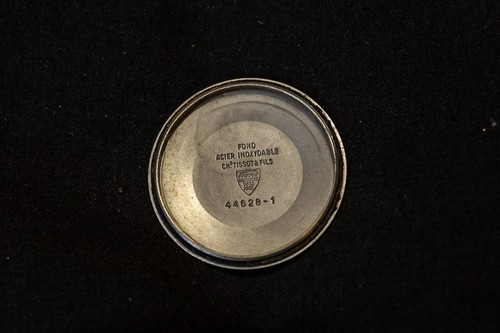 FOND
ACIER INOXYDABLE
CHˢ TISSOT & FILS
44628-1